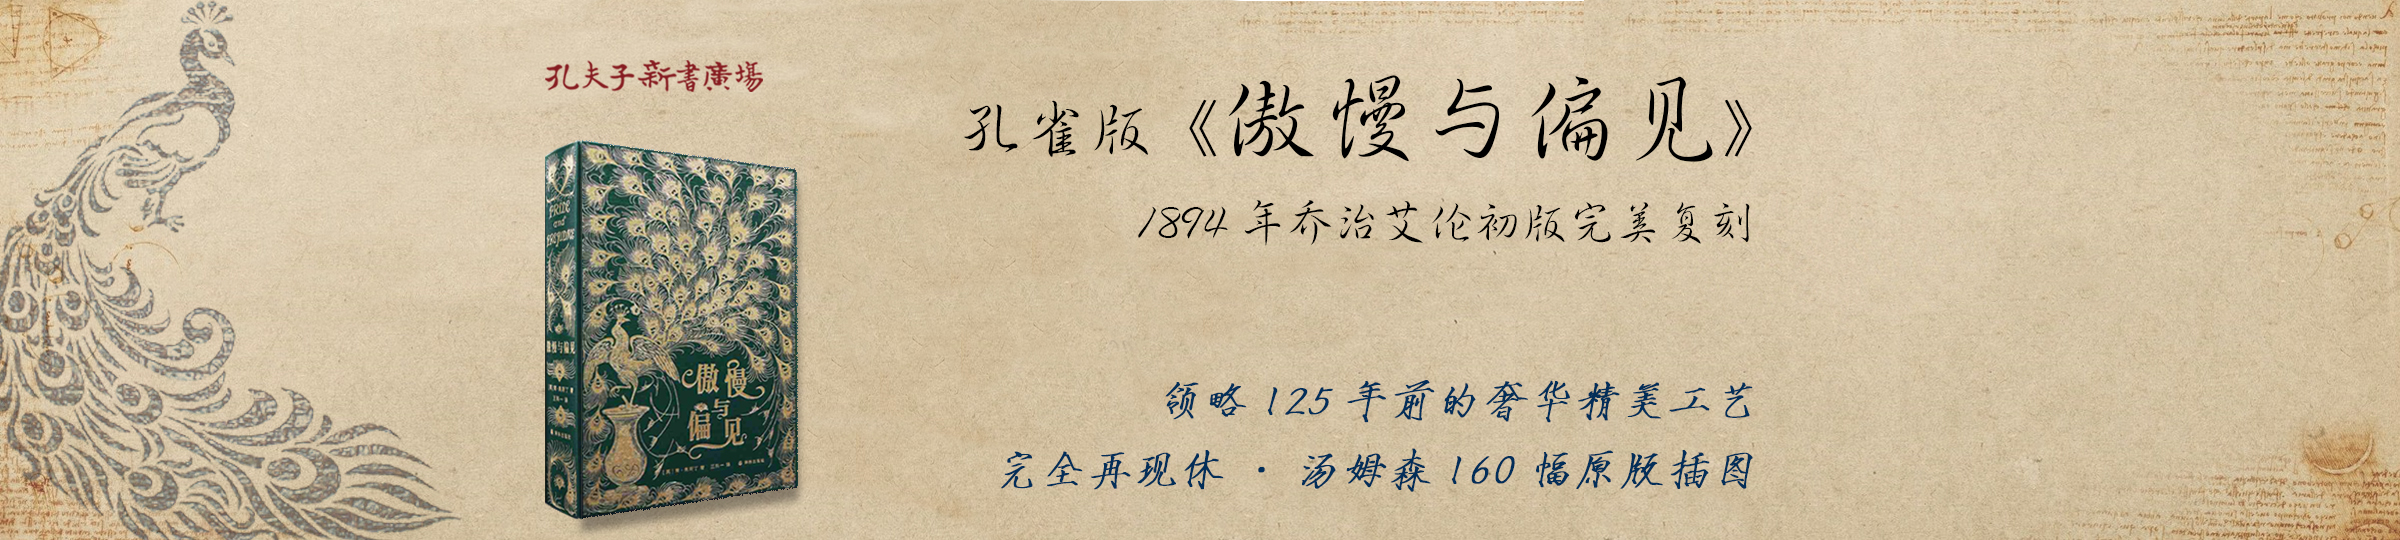 孔夫子新書廣場
孔雀版《傲慢与偏见》
1894年乔治艾伦初版完美复刻
领略125年前的奢华精美工艺
完全再现休·汤姆森160幅原版插图
PRIDE
and
PREJUDICE
傲慢与偏见
傲慢
与
偏见